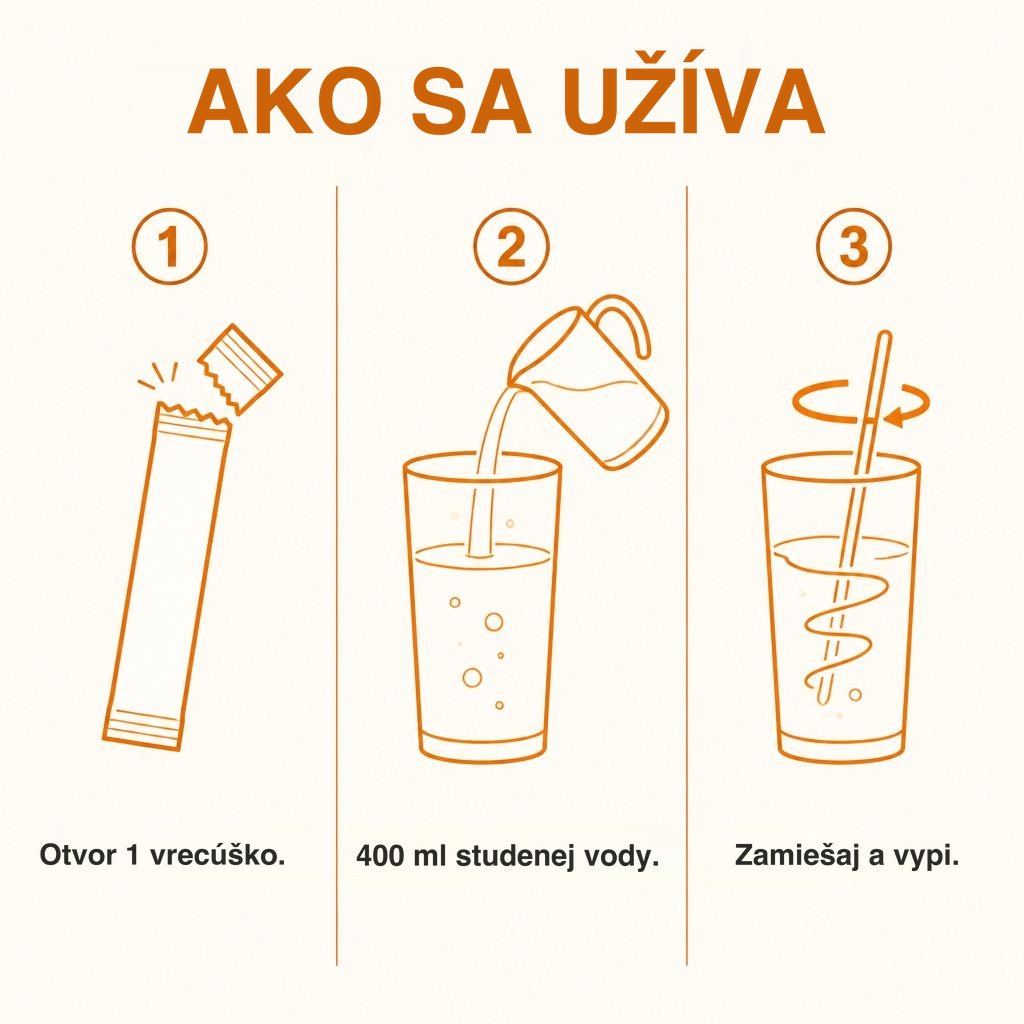 AKO SA UŽÍVA
1
2
3
Otvor 1 vrecúško.
400 ml studenej vody.
Zamiešaj a vypi.